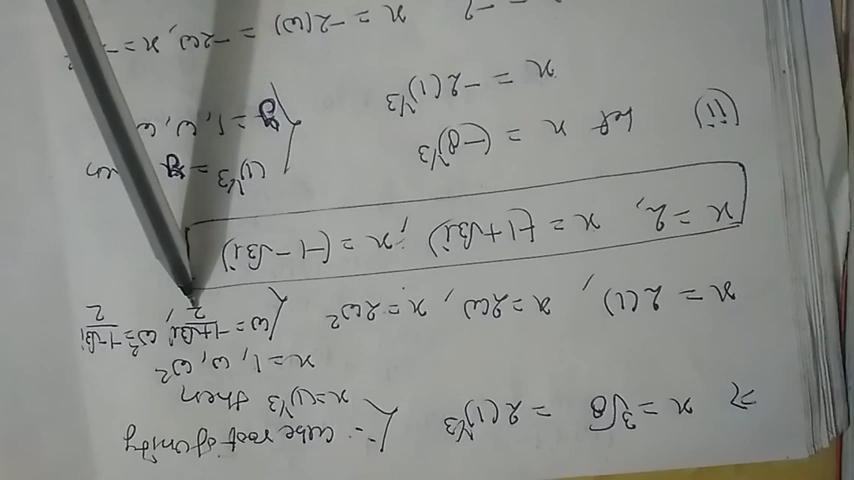 ⇒ x = ∛8 = 2(1)^1/3
{∵ cube root of unity
x=(1)^1/3 then
x=1, ω, ω²
x = 2(1), x=2ω, x=2ω²
{ω = -1+√3i/2, ω²= -1-√3i/2
x=2, x=(-1+√3i); x=(-1-√3i)
(ii) let x = (-8)^1/3
x = -2(1)^1/3
(1)^1/3 =
= 1, ω, ω
x = -2(1) = -2ω, x = -